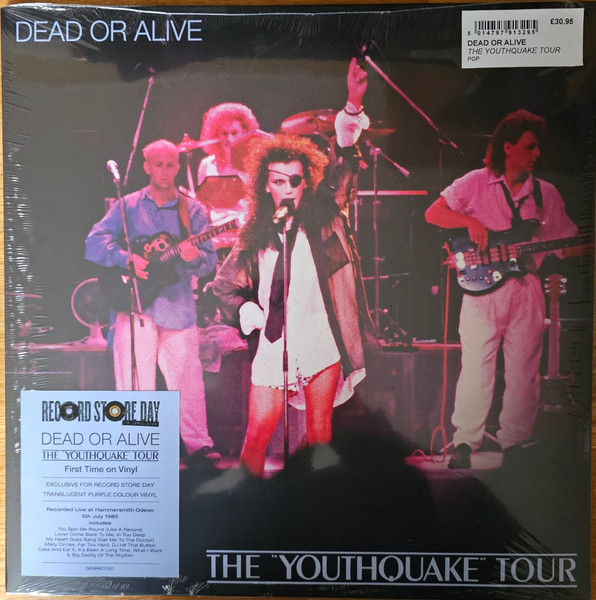 DEAD OR ALIVE
£30.95
5 014797 913295
DEAD OR ALIVE
THE YOUTHQUAKE TOUR
POP
RECORD STORE DAY
DEAD OR ALIVE
THE "YOUTHQUAKE" TOUR
First Time on Vinyl
EXCLUSIVE FOR RECORD STORE DAY
TRANSLUCENT PURPLE COLOUR VINYL
Recorded Live at Hammersmith Odeon
5th July 1985
includes
You Spin Me Round (Like A Record)
Lover Come Back To Me, In Too Deep
My Heart Goes Bang (Get Me To The Doctor)
Misty Circles, Far Too Hard, DJ Hit That Button
Cake And Eat It, It's Been A Long Time, What I Want
& Big Daddy Of The Rhythm
THE "YOUTHQUAKE" TOUR